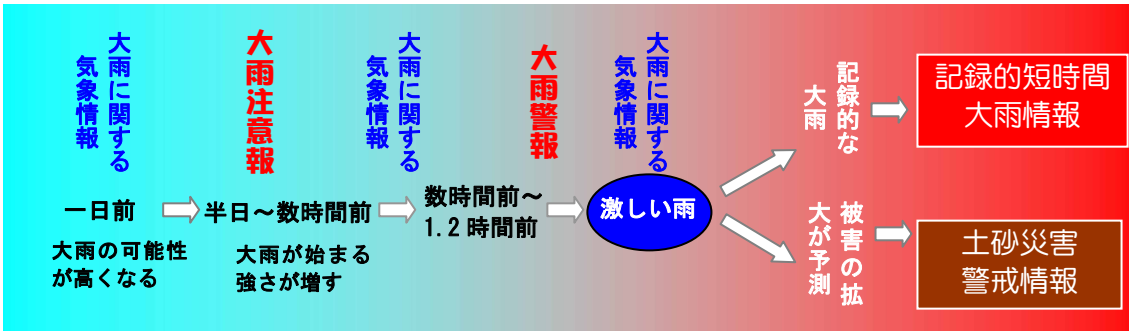 大雨に関する
気象情報
大雨注意報
大雨に関する
気象情報
大雨警報
大雨に関する
気象情報
一日前
半日～数時間前
数時間前～
1.2時間前
激しい雨
大雨の可能性
が高くなる
大雨が始まる
強さが増す
記録的な
大雨
記録的短時間
大雨情報
被害の拡
大が予測
土砂災害
警戒情報